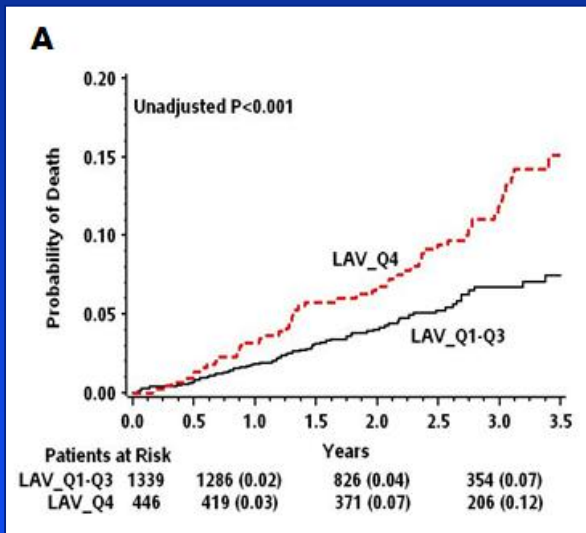 A
0.20
Unadjusted P<0.001
0.15
Probability of Death
0.10
LAV_Q4
0.05
LAV_Q1-Q3
0.00
0.0 0.5 1.0 1.5 2.0 2.5 3.0 3.5
Patients at Risk Years
LAV_Q1-Q3 1339 1286 (0.02) 826 (0.04) 354 (0.07)
LAV_Q4 446 419 (0.03) 371 (0.07) 206 (0.12)